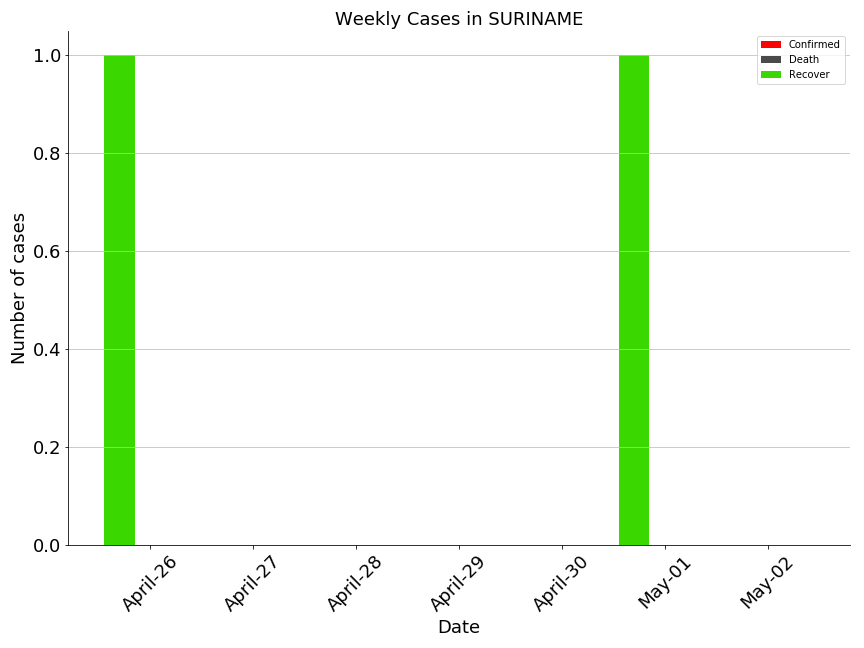 Weekly Cases in SURINAME
Confirmed
Death
Recover
Number of cases
1.0
0.8
0.6
0.4
0.2
0.0
April-26
April-27
April-28
April-29
April-30
May-01
May-02
Date